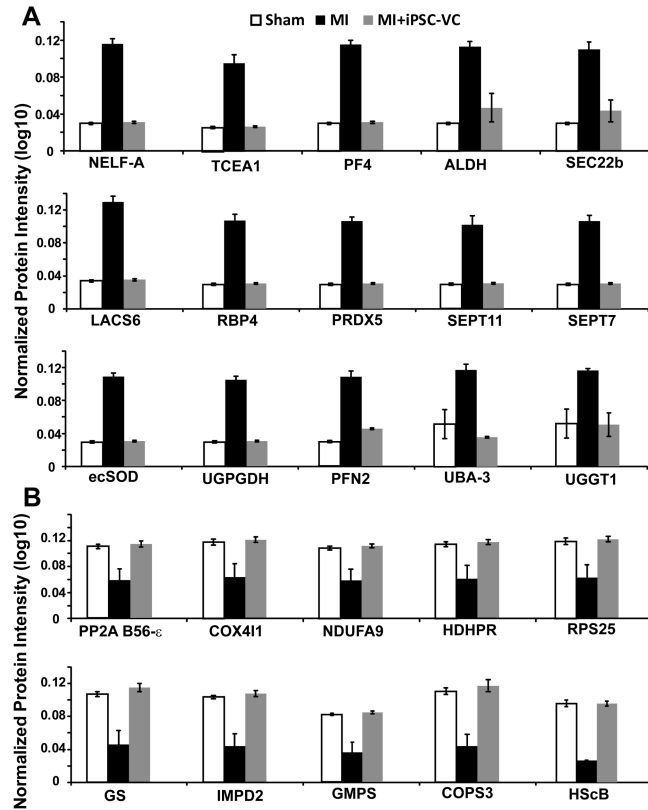 A
Sham MI MI+iPSC-VC
Normalized Protein Intensity (log10)
0.12
0.08
0.04
0
NELF-A TCEA1 PF4 ALDH SEC22b
0.12
0.08
0.04
0
LACS6 RBP4 PRDX5 SEPT11 SEPT7
0.12
0.08
0.04
0
ecSOD UGPGDH PFN2 UBA-3 UGGT1
B
Normalized Protein Intensity (log10)
0.12
0.08
0.04
0
PP2A B56-ε COX4I1 NDUFA9 HDHPR RPS25
0.12
0.08
0.04
0
GS IMPD2 GMPS COPS3 HScB